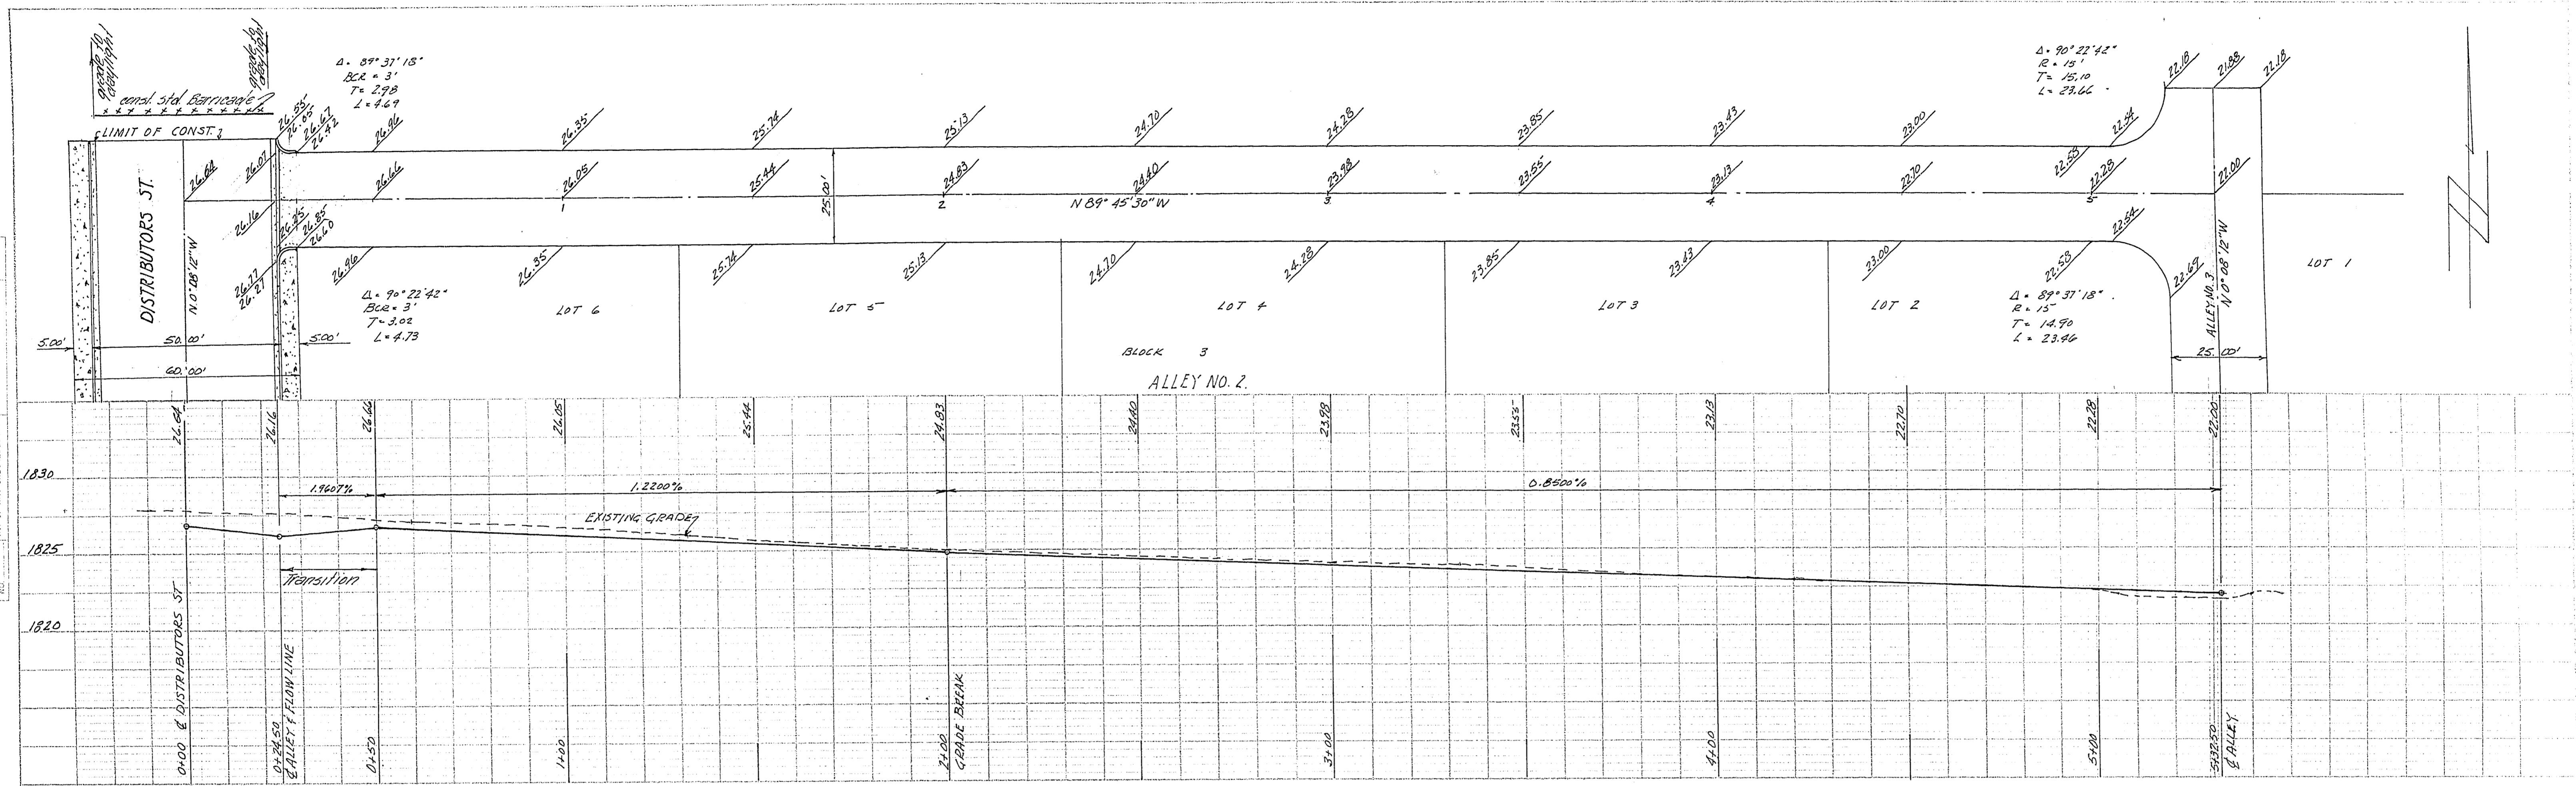 grade to
daylight
grade to
daylight
const. std. Barricade
LIMIT OF CONST.
Δ = 89° 37' 18"
BCR = 3'
T = 2.98
L = 4.69
Δ = 90° 22' 42"
R = 15'
T = 15.10
L = 23.66
22.18
21.88
22.18
26.55
26.05
26.67
26.42
26.96
26.35
25.74
25.13
24.70
24.28
23.85
23.43
23.00
22.54
26.64
26.07
26.66
26.05
25.44
24.83
24.40
23.98
23.55
23.13
22.70
22.58
22.28
22.00
1
2
3
4
5
25.00'
N 89° 45' 30" W
DISTRIBUTORS ST.
N. 0° 08' 12" W
26.16
26.25
26.85
26.60
26.77
26.27
26.96
26.35
25.74
25.13
24.70
24.28
23.85
23.43
23.00
22.58
22.54
22.69
Δ = 90° 22' 42"
BCR = 3'
T = 3.02
L = 4.73
LOT 6
LOT 5
LOT 4
LOT 3
LOT 2
LOT 1
Δ = 89° 37' 18"
R = 15'
T = 14.90
L = 23.46
ALLEY NO. 3
N 0° 08' 12" W
5.00'
50.00'
5.00'
60.00'
25.00'
BLOCK 3
ALLEY NO. 2.
26.64
26.16
26.66
26.05
25.44
24.83
24.40
23.98
23.55
23.13
22.70
22.28
22.00
1830
1.9607%
1.2200%
0.8500%
EXISTING GRADE
1825
Transition
1820
0+00 ℄ DISTRIBUTORS ST
0+24.50
℄ ALLEY & FLOW LINE
0+50
1+00
2+00
GRADE BREAK
3+00
4+00
5+00
5+32.50
℄ ALLEY